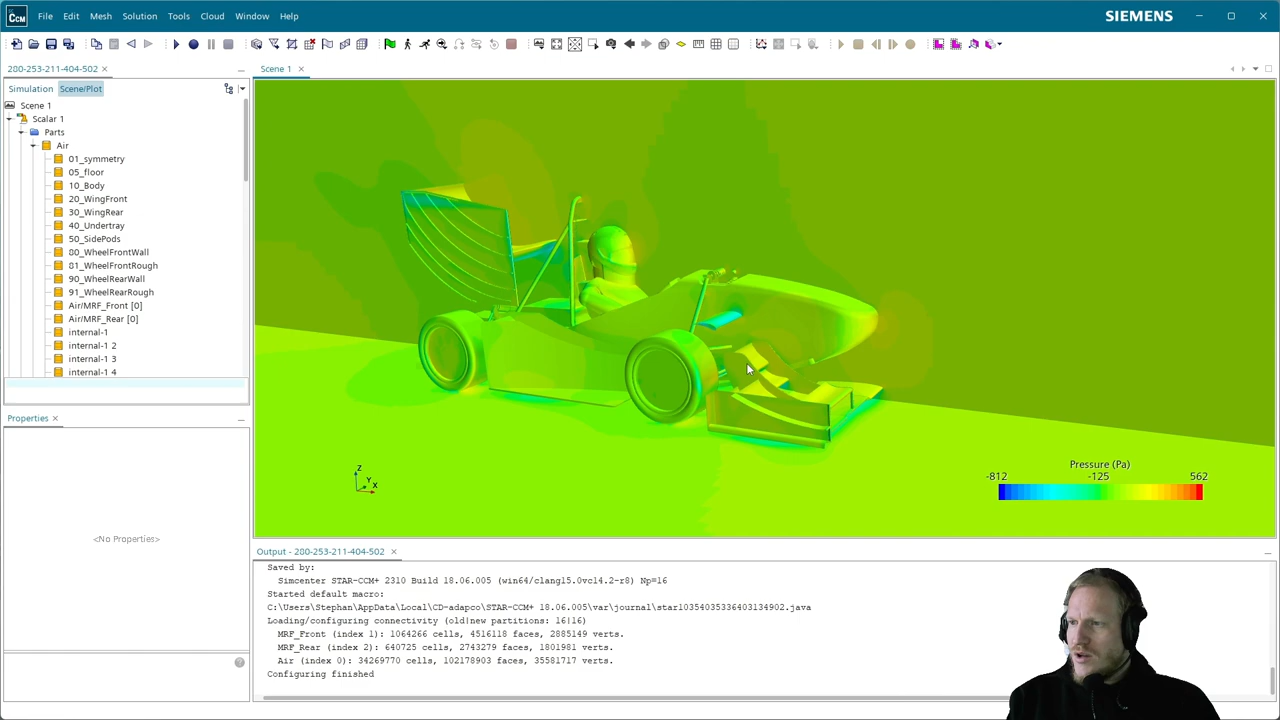 CCM File Edit Mesh Solution Tools Cloud Window Help SIEMENS
280-253-211-404-502
Scene 1
Simulation Scene/Plot
Scene 1
Scalar 1
Parts
Air
01_symmetry
05_floor
10_Body
20_WingFront
30_WingRear
40_Undertray
50_SidePods
80_WheelFrontWall
81_WheelFrontRough
90_WheelRearWall
91_WheelRearRough
Air/MRF_Front [0]
Air/MRF_Rear [0]
internal-1
internal-1 2
internal-1 3
internal-1 4
Properties
<No Properties>
Z
Y
X
Pressure (Pa)
-812 -125 562
Output - 280-253-211-404-502
Saved by:
Simcenter STAR-CCM+ 2310 Build 18.06.005 (win64/clang15.0vc14.2-r8) Np=16
Started default macro:
C:\Users\Stephan\AppData\Local\CD-adapco\STAR-CCM+ 18.06.005\var\journal\star10354035336403134902.java
Loading/configuring connectivity (old|new partitions: 16|16)
MRF_Front (index 1): 1064266 cells, 4516118 faces, 2885149 verts.
MRF_Rear (index 2): 640725 cells, 2743279 faces, 1801981 verts.
Air (index 0): 34269770 cells, 102178903 faces, 35581717 verts.
Configuring finished